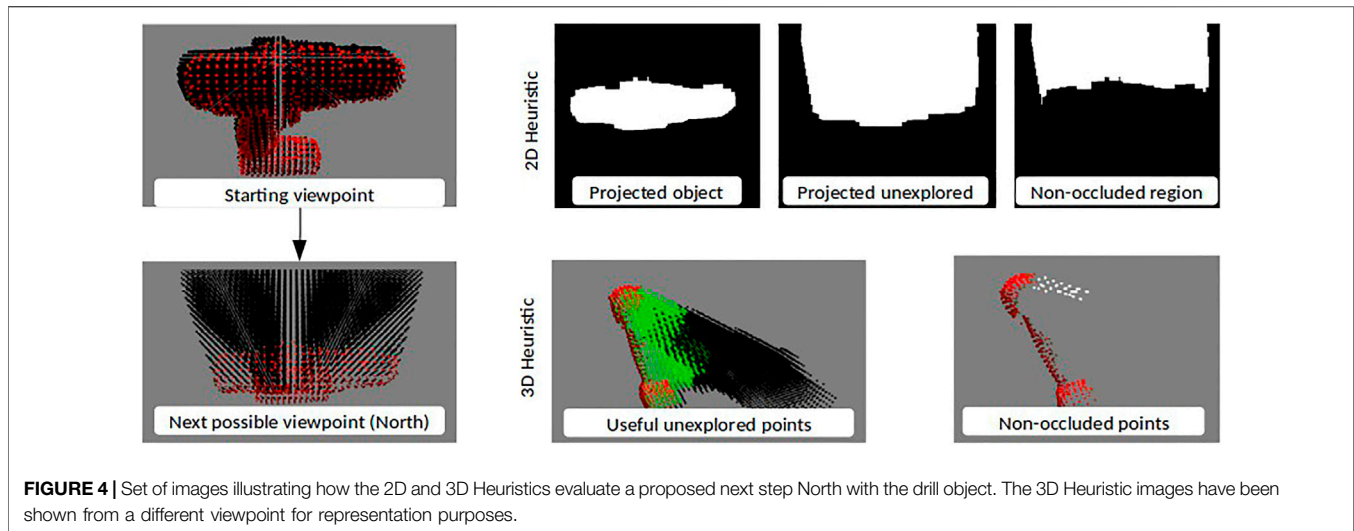 Starting viewpoint
2D Heuristic
Projected object
Projected unexplored
Non-occluded region
Next possible viewpoint (North)
3D Heuristic
Useful unexplored points
Non-occluded points
FIGURE 4 | Set of images illustrating how the 2D and 3D Heuristics evaluate a proposed next step North with the drill object. The 3D Heuristic images have been
shown from a different viewpoint for representation purposes.